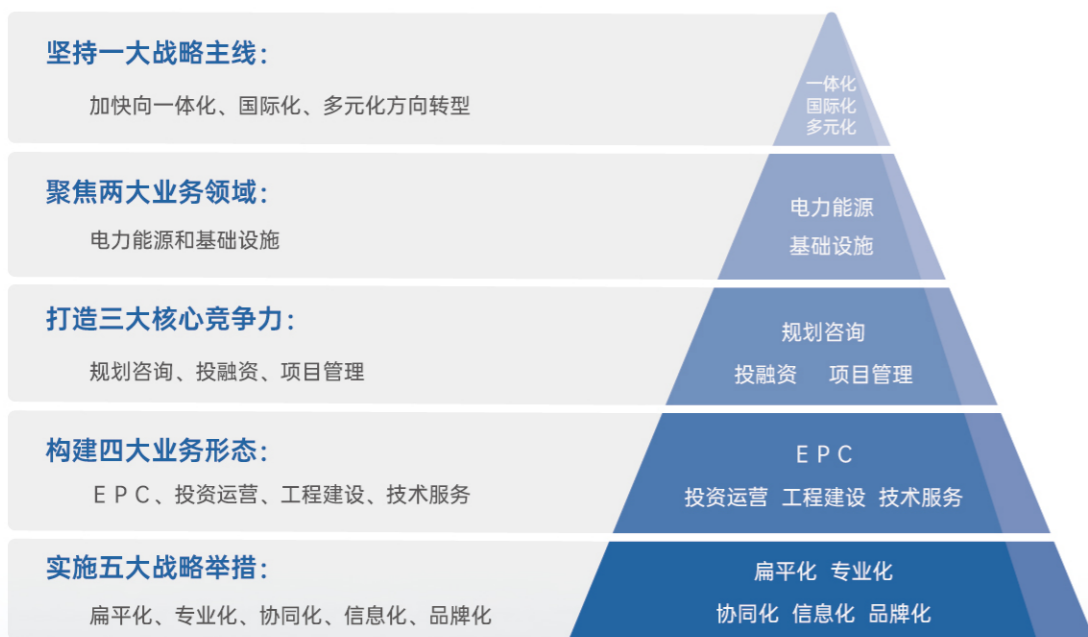 坚持一大战略主线：
加快向一体化、国际化、多元化方向转型
一体化
国际化
多元化
聚焦两大业务领域：
电力能源和基础设施
电力能源
基础设施
打造三大核心竞争力：
规划咨询、投融资、项目管理
规划咨询
投融资 项目管理
构建四大业务形态：
EPC、投资运营、工程建设、技术服务
EPC
投资运营 工程建设 技术服务
实施五大战略举措：
扁平化、专业化、协同化、信息化、品牌化
扁平化 专业化
协同化 信息化 品牌化